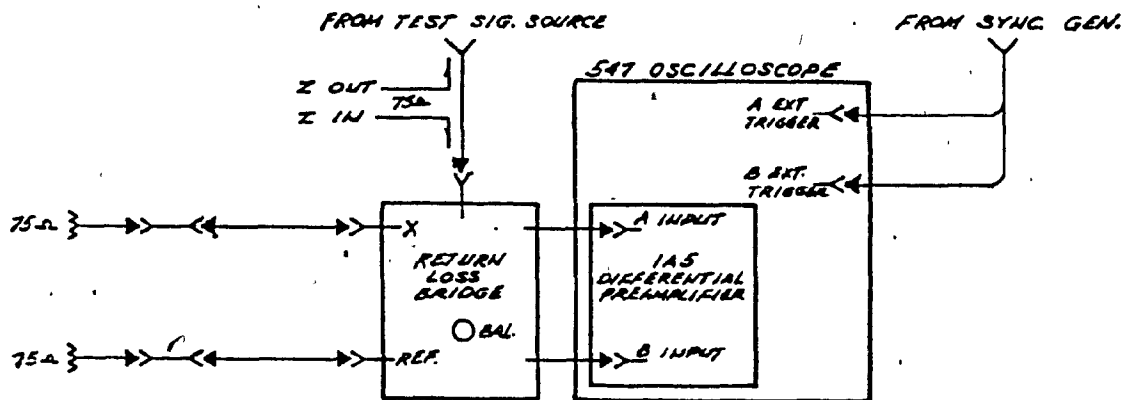 FROM TEST SIG. SOURCE
FROM SYNC. GEN.
547 OSCILLOSCOPE
Z OUT
75Ω
Z IN
A EXT
TRIGGER
B EXT.
TRIGGER
75Ω
X
A INPUT
RETURN
LOSS
BRIDGE
1A5
DIFFERENTIAL
PREAMPLIFIER
BAL.
75Ω
REF.
B INPUT